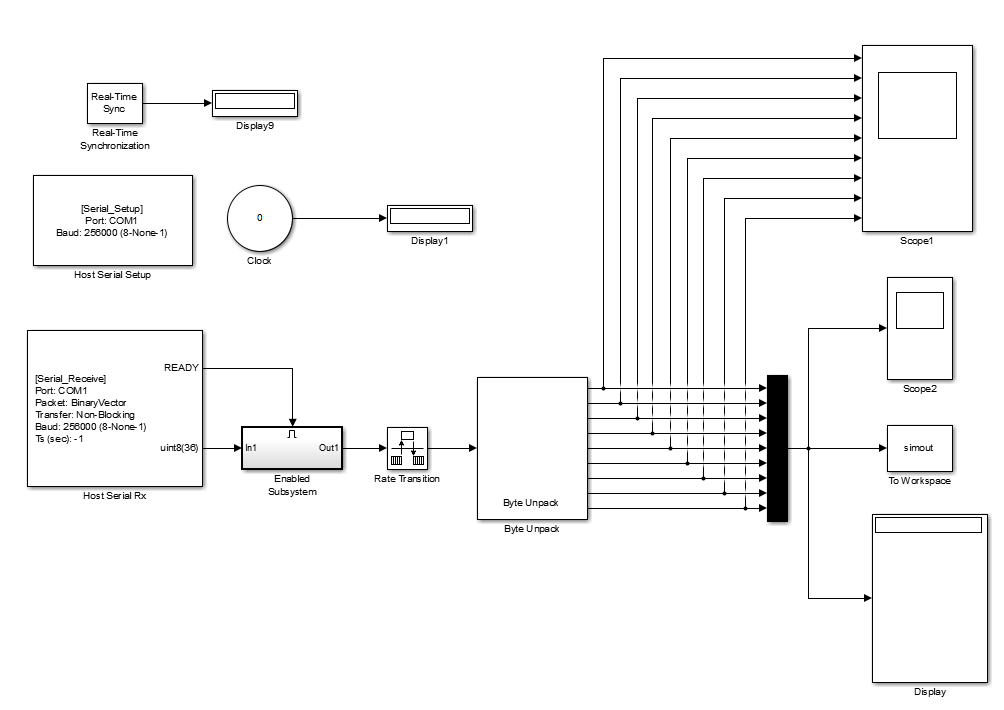 Real-Time
Sync
Real-Time
Synchronization
Display9
[Serial_Setup]
Port: COM1
Baud: 256000 (8-None-1)
Host Serial Setup
0
Clock
Display1
Scope1
Scope2
READY
[Serial_Receive]
Port: COM1
Packet: BinaryVector
Transfer: Non-Blocking
Baud: 256000 (8-None-1)
Ts (sec): -1
uint8(36)
Host Serial Rx
In1
Out1
Enabled
Subsystem
Rate Transition
Byte Unpack
Byte Unpack
simout
To Workspace
Display